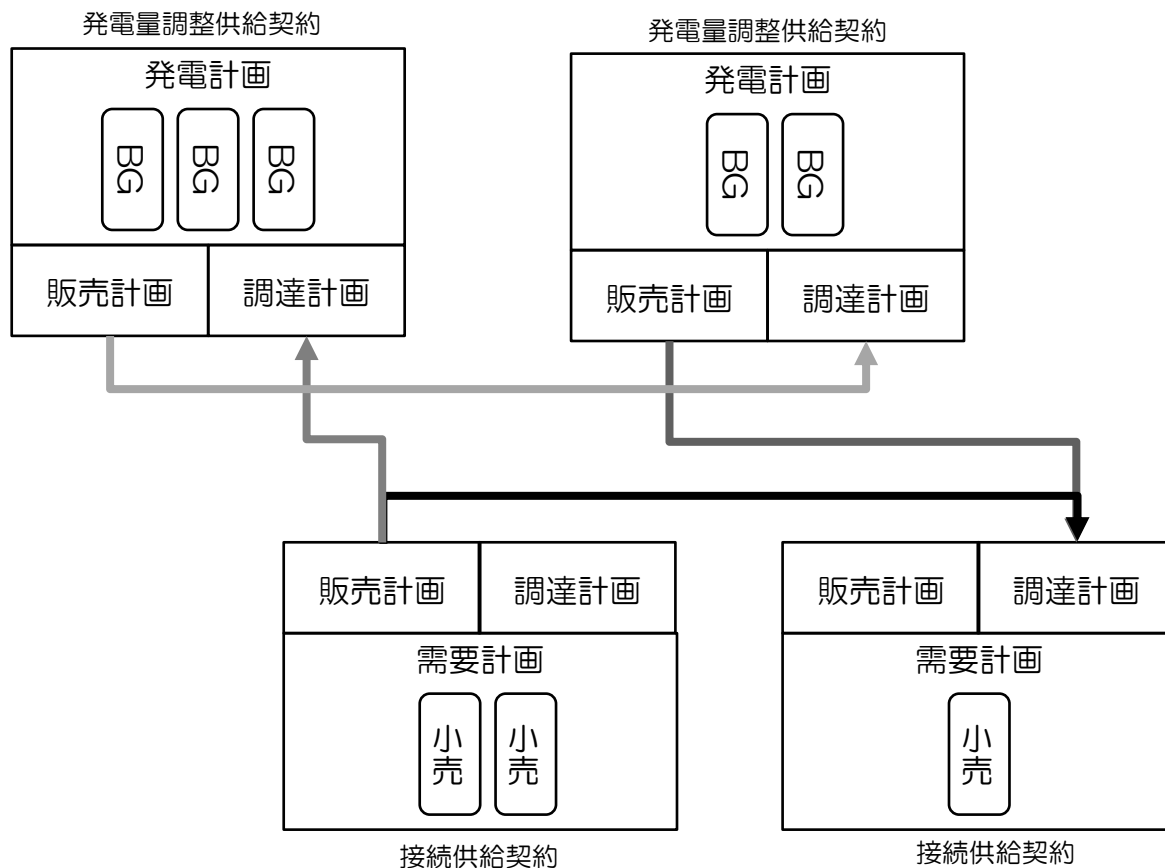 発電量調整供給契約
発電計画
BG
BG
BG
販売計画
調達計画
発電量調整供給契約
発電計画
BG
BG
販売計画
調達計画
販売計画
調達計画
需要計画
小売
小売
接続供給契約
販売計画
調達計画
需要計画
小売
接続供給契約